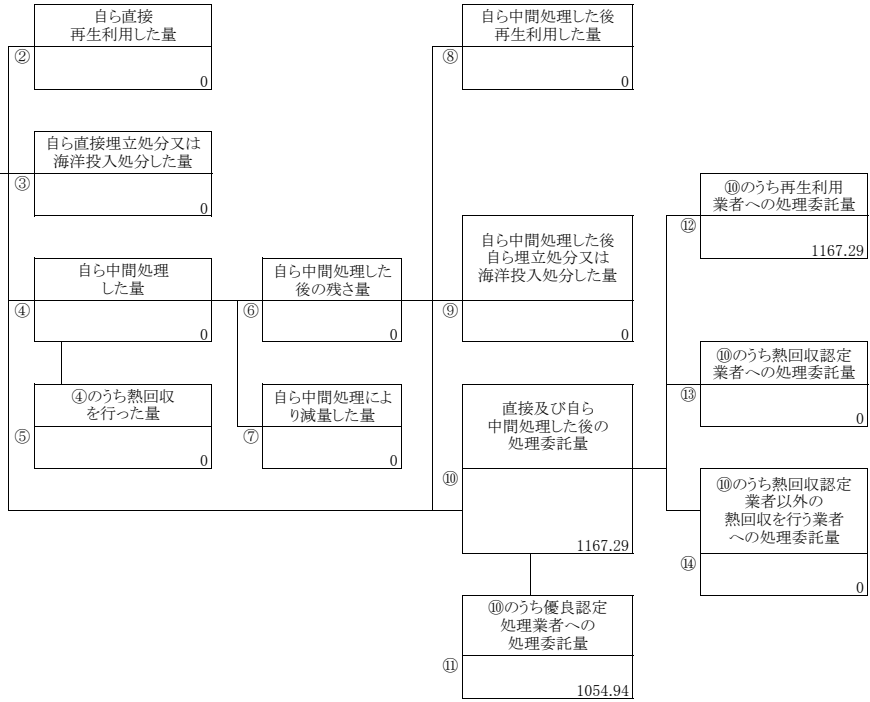 自ら直接
再生利用した量
②
0
自ら直接埋立処分又は
海洋投入処分した量
③
0
自ら中間処理
した量
④
0
④のうち熱回収
を行った量
⑤
0
自ら中間処理した
後の残さ量
⑥
0
自ら中間処理によ
り減量した量
⑦
0
自ら中間処理した後
再生利用した量
⑧
0
自ら中間処理した後
自ら埋立処分又は
海洋投入処分した量
⑨
0
直接及び自ら
中間処理した後の
処理委託量
⑩
1167.29
⑩のうち優良認定
処理業者への
処理委託量
⑪
1054.94
⑩のうち再生利用
業者への処理委託量
⑫
1167.29
⑩のうち熱回収認定
業者への処理委託量
⑬
0
⑩のうち熱回収認定
業者以外の
熱回収を行う業者
への処理委託量
⑭
0